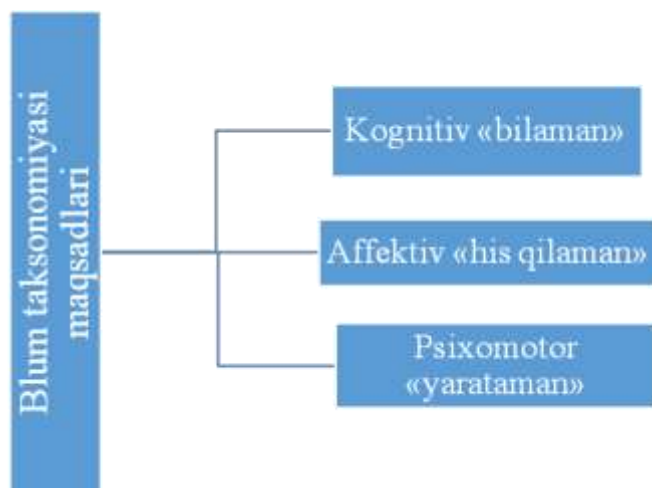 Blum taksonomiyasi
maqsadlari
Kognitiv «bilaman»
Affektiv «his qilaman»
Psixomotor
«yarataman»